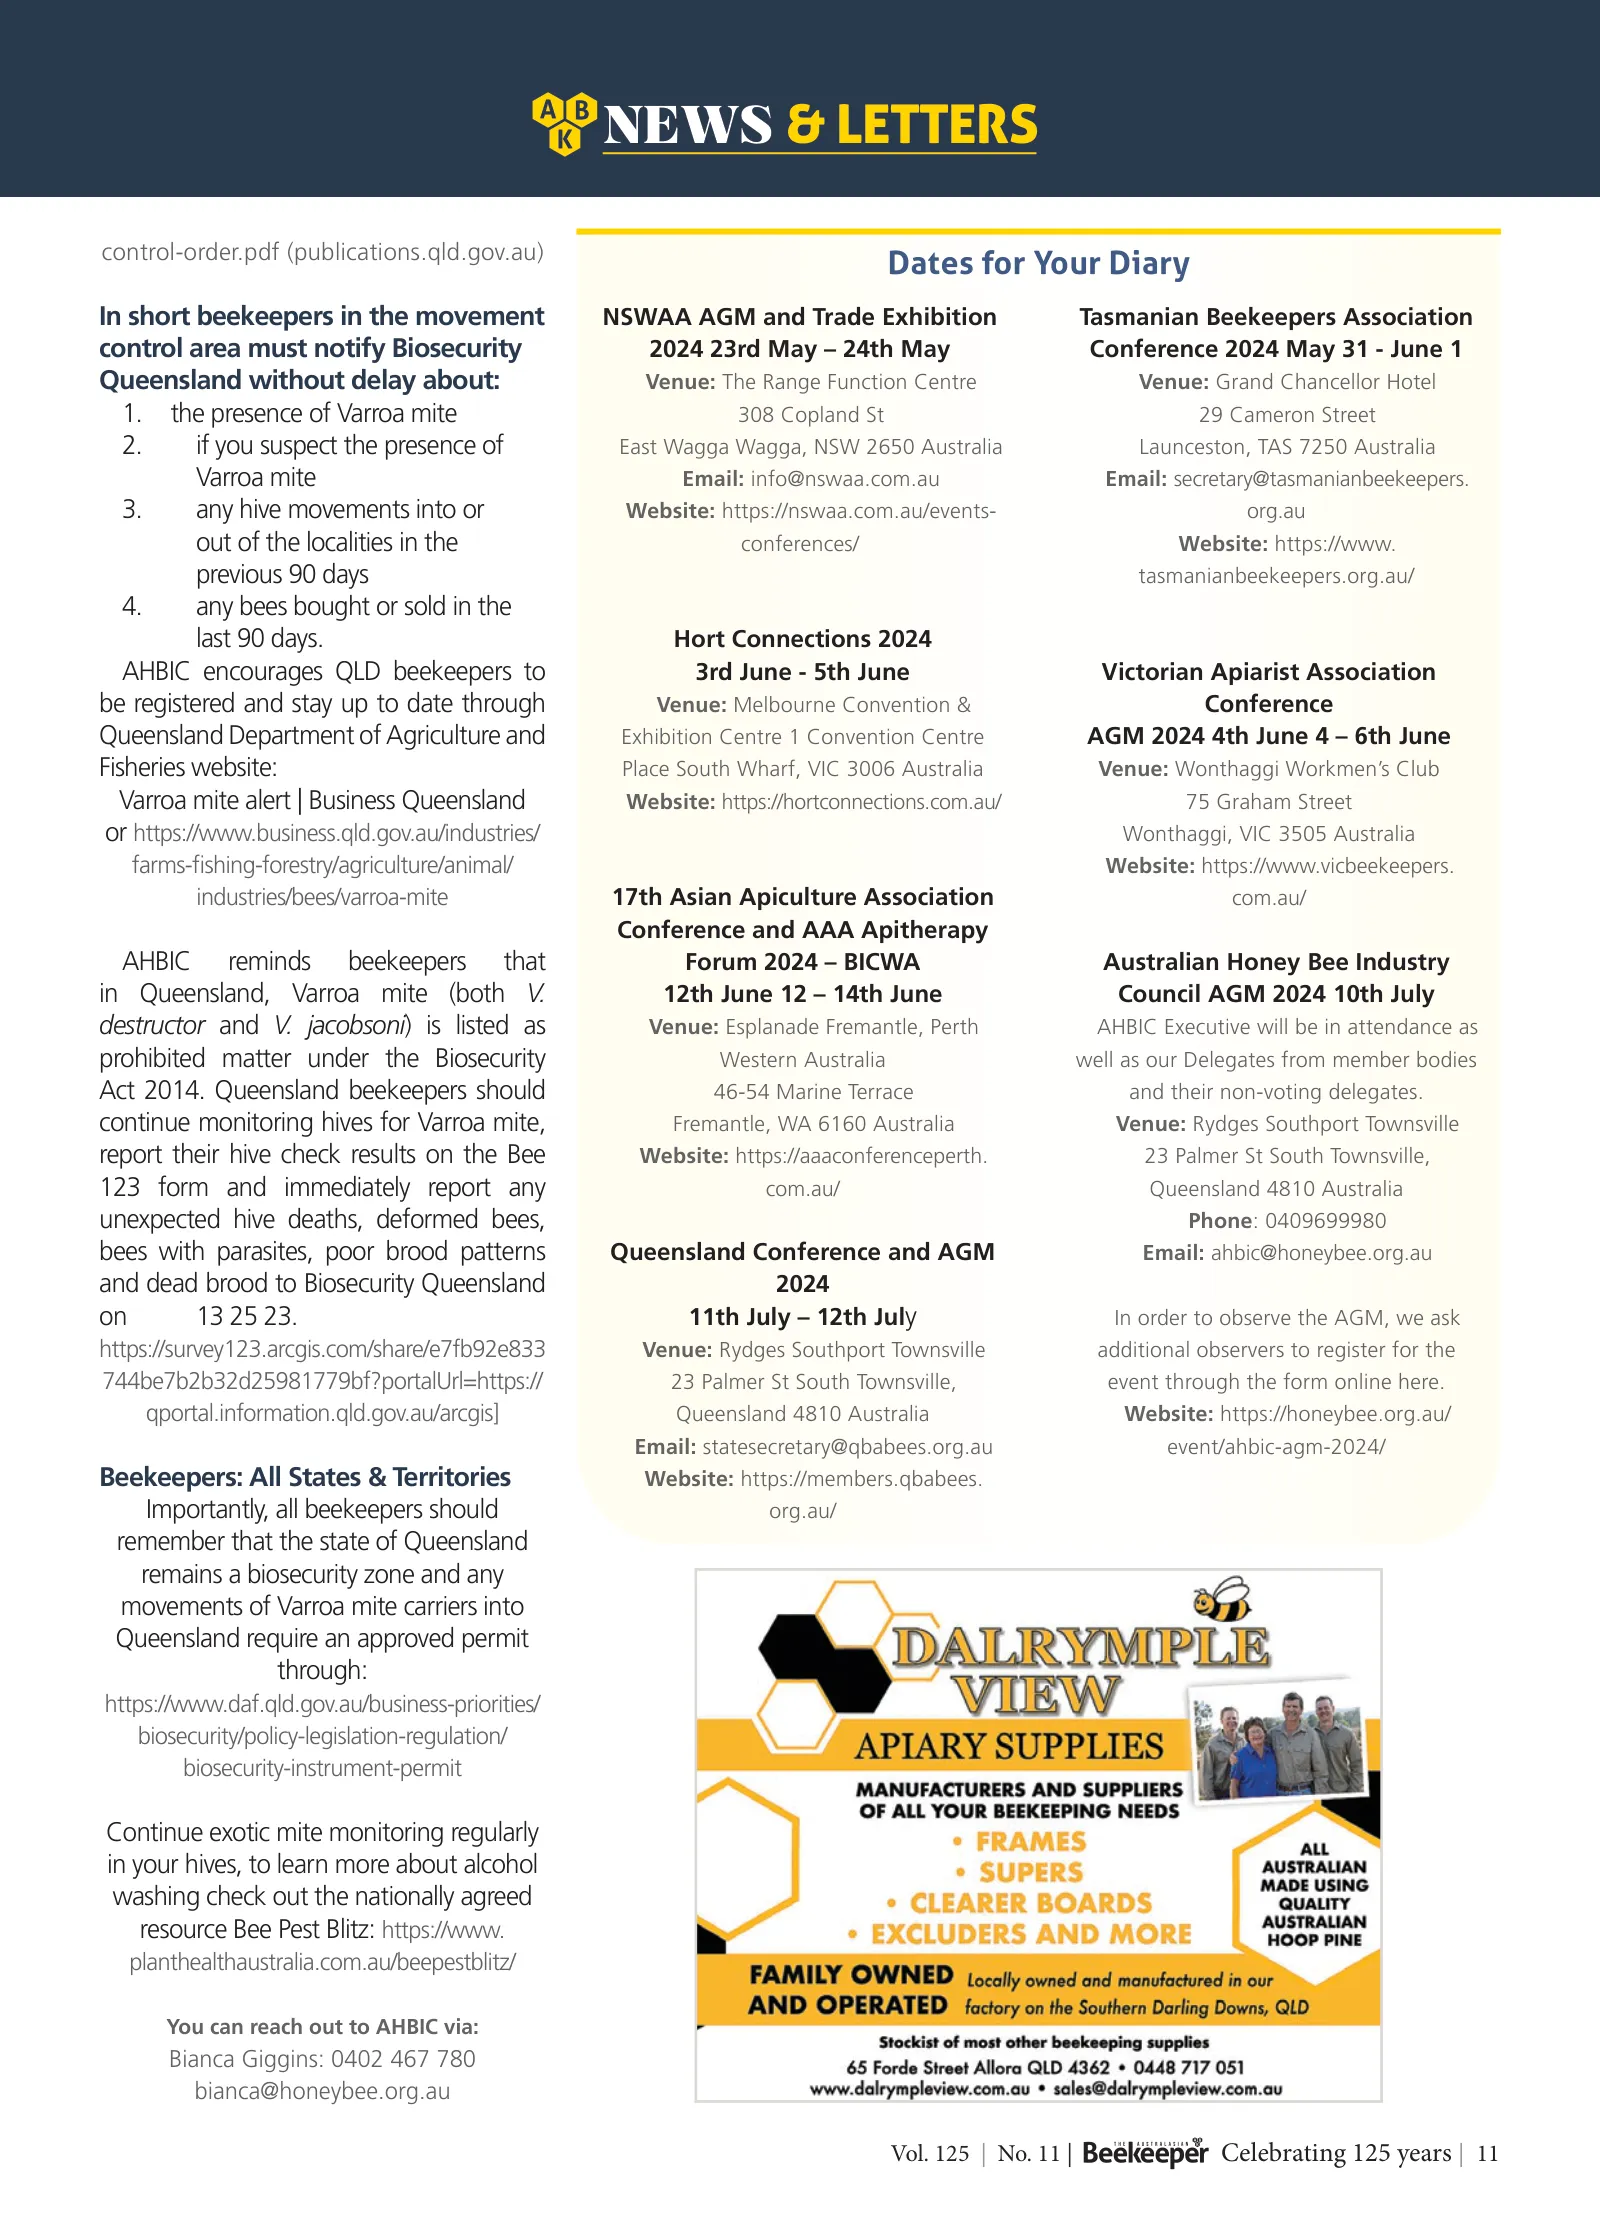 A B K NEWS & LETTERS
control-order.pdf (publications.qld.gov.au)
In short beekeepers in the movement
control area must notify Biosecurity
Queensland without delay about:
1. the presence of Varroa mite
2. if you suspect the presence of
Varroa mite
3. any hive movements into or
out of the localities in the
previous 90 days
4. any bees bought or sold in the
last 90 days.
AHBIC encourages QLD beekeepers to
be registered and stay up to date through
Queensland Department of Agriculture and
Fisheries website:
Varroa mite alert | Business Queensland
or https://www.business.qld.gov.au/industries/
farms-fishing-forestry/agriculture/animal/
industries/bees/varroa-mite
AHBIC reminds beekeepers that
in Queensland, Varroa mite (both V.
destructor and V. jacobsoni) is listed as
prohibited matter under the Biosecurity
Act 2014. Queensland beekeepers should
continue monitoring hives for Varroa mite,
report their hive check results on the Bee
123 form and immediately report any
unexpected hive deaths, deformed bees,
bees with parasites, poor brood patterns
and dead brood to Biosecurity Queensland
on 13 25 23.
https://survey123.arcgis.com/share/e7fb92e833
744be7b2b32d25981779bf?portalUrl=https://
qportal.information.qld.gov.au/arcgis]
Beekeepers: All States & Territories
Importantly, all beekeepers should
remember that the state of Queensland
remains a biosecurity zone and any
movements of Varroa mite carriers into
Queensland require an approved permit
through:
https://www.daf.qld.gov.au/business-priorities/
biosecurity/policy-legislation-regulation/
biosecurity-instrument-permit
Continue exotic mite monitoring regularly
in your hives, to learn more about alcohol
washing check out the nationally agreed
resource Bee Pest Blitz: https://www.
planthealthaustralia.com.au/beepestblitz/
You can reach out to AHBIC via:
Bianca Giggins: 0402 467 780
bianca@honeybee.org.au
Dates for Your Diary
NSWAA AGM and Trade Exhibition
2024 23rd May – 24th May
Venue: The Range Function Centre
308 Copland St
East Wagga Wagga, NSW 2650 Australia
Email: info@nswaa.com.au
Website: https://nswaa.com.au/events-
conferences/
Hort Connections 2024
3rd June - 5th June
Venue: Melbourne Convention &
Exhibition Centre 1 Convention Centre
Place South Wharf, VIC 3006 Australia
Website: https://hortconnections.com.au/
17th Asian Apiculture Association
Conference and AAA Apitherapy
Forum 2024 – BICWA
12th June 12 – 14th June
Venue: Esplanade Fremantle, Perth
Western Australia
46-54 Marine Terrace
Fremantle, WA 6160 Australia
Website: https://aaaconferenceperth.
com.au/
Queensland Conference and AGM
2024
11th July – 12th July
Venue: Rydges Southport Townsville
23 Palmer St South Townsville,
Queensland 4810 Australia
Email: statesecretary@qbabees.org.au
Website: https://members.qbabees.
org.au/
Tasmanian Beekeepers Association
Conference 2024 May 31 - June 1
Venue: Grand Chancellor Hotel
29 Cameron Street
Launceston, TAS 7250 Australia
Email: secretary@tasmanianbeekeepers.
org.au
Website: https://www.
tasmanianbeekeepers.org.au/
Victorian Apiarist Association
Conference
AGM 2024 4th June 4 – 6th June
Venue: Wonthaggi Workmen’s Club
75 Graham Street
Wonthaggi, VIC 3505 Australia
Website: https://www.vicbeekeepers.
com.au/
Australian Honey Bee Industry
Council AGM 2024 10th July
AHBIC Executive will be in attendance as
well as our Delegates from member bodies
and their non-voting delegates.
Venue: Rydges Southport Townsville
23 Palmer St South Townsville,
Queensland 4810 Australia
Phone: 0409699980
Email: ahbic@honeybee.org.au
In order to observe the AGM, we ask
additional observers to register for the
event through the form online here.
Website: https://honeybee.org.au/
event/ahbic-agm-2024/
DALRYMPLE
VIEW
APIARY SUPPLIES
MANUFACTURERS AND SUPPLIERS
OF ALL YOUR BEEKEEPING NEEDS
• FRAMES
• SUPERS
• CLEARER BOARDS
• EXCLUDERS AND MORE
ALL
AUSTRALIAN
MADE USING
QUALITY
AUSTRALIAN
HOOP PINE
FAMILY OWNED
AND OPERATED
Locally owned and manufactured in our
factory on the Southern Darling Downs, QLD
Stockist of most other beekeeping supplies
65 Forde Street Allora QLD 4362 • 0448 717 051
www.dalrympleview.com.au • sales@dalrympleview.com.au
Vol. 125 | No. 11 | THE AUSTRALASIAN Beekeeper Celebrating 125 years | 11